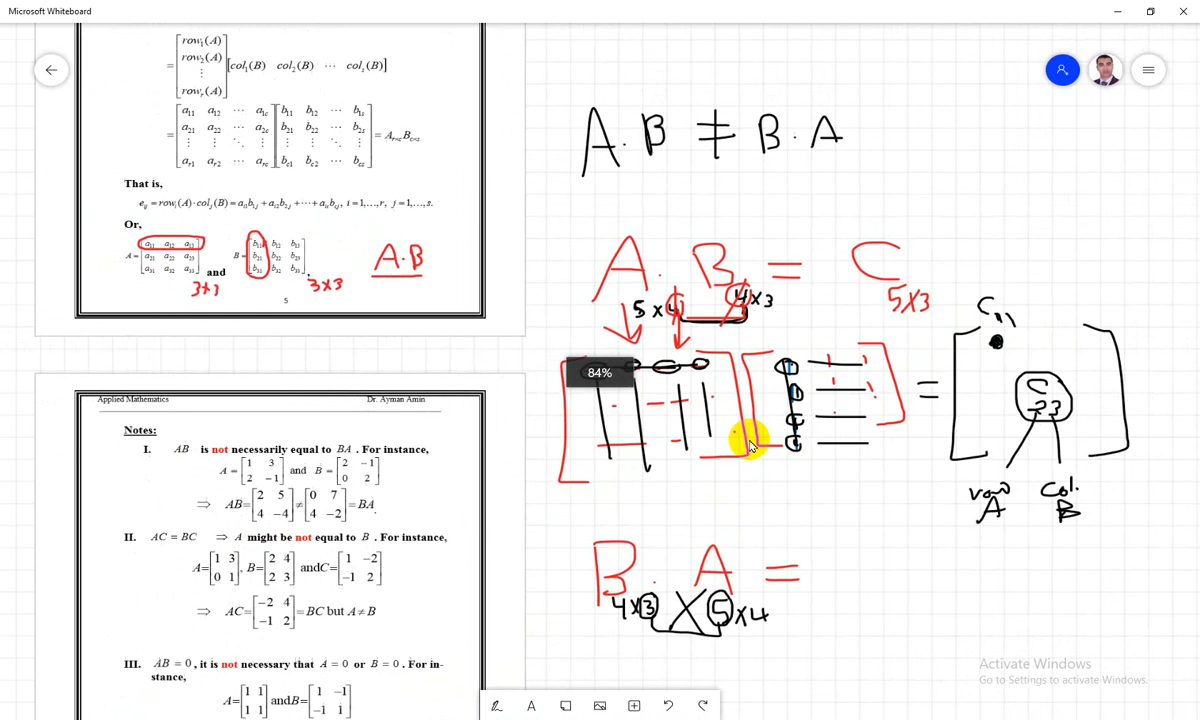 Microsoft Whiteboard
= [row₁(A) row₂(A) ⋮ rowᵣ(A)] [col₁(B) col₂(B) ⋯ colₛ(B)]
= [a₁₁ a₁₂ ⋯ a₁c
a₂₁ a₂₂ ⋯ a₂c
⋮ ⋮ ⋱ ⋮
aᵣ₁ aᵣ₂ ⋯ aᵣc] [b₁₁ b₁₂ ⋯ b₁ₛ
b₂₁ b₂₂ ⋯ b₂ₛ
⋮ ⋮ ⋱ ⋮
bc₁ bc₂ ⋯ bcₛ] = Aᵣₓc Bcₓₛ
That is,
eᵢⱼ = rowᵢ(A)·colⱼ(B) = aᵢ₁b₁ⱼ + aᵢ₂b₂ⱼ + ⋯ + aᵢcbcⱼ, i = 1,…,r, j = 1,…,s.
Or,
A = [a₁₁ a₁₂ a₁₃
a₂₁ a₂₂ a₂₃
a₃₁ a₃₂ a₃₃] and B = [b₁₁ b₁₂ b₁₃
b₂₁ b₂₂ b₂₃
b₃₁ b₃₂ b₃₃],
3×3
3×3
A·B
5
Applied Mathematics Dr. Ayman Amin
Notes:
I. AB is not necessarily equal to BA. For instance,
A = [1 3
2 -1] and B = [2 -1
0 2]
⇒ AB = [2 5
4 -4] ≠ [0 7
4 -2] = BA.
II. AC = BC ⇒ A might be not equal to B. For instance,
A = [1 3
0 1], B = [2 4
2 3] and C = [1 -2
-1 2]
⇒ AC = [-2 4
-1 2] = BC but A ≠ B
III. AB = 0, it is not necessary that A = 0 or B = 0. For in-
stance,
A = [1 1
1 1] and B = [1 -1
-1 1]
A·B ≠ B·A
A·B = C
5×4 4×3 5×3
84%
=
C₁₁
C₂₃
row Col.
A B
B·A =
4×3 × 5×4
Activate Windows
Go to Settings to activate Windows.